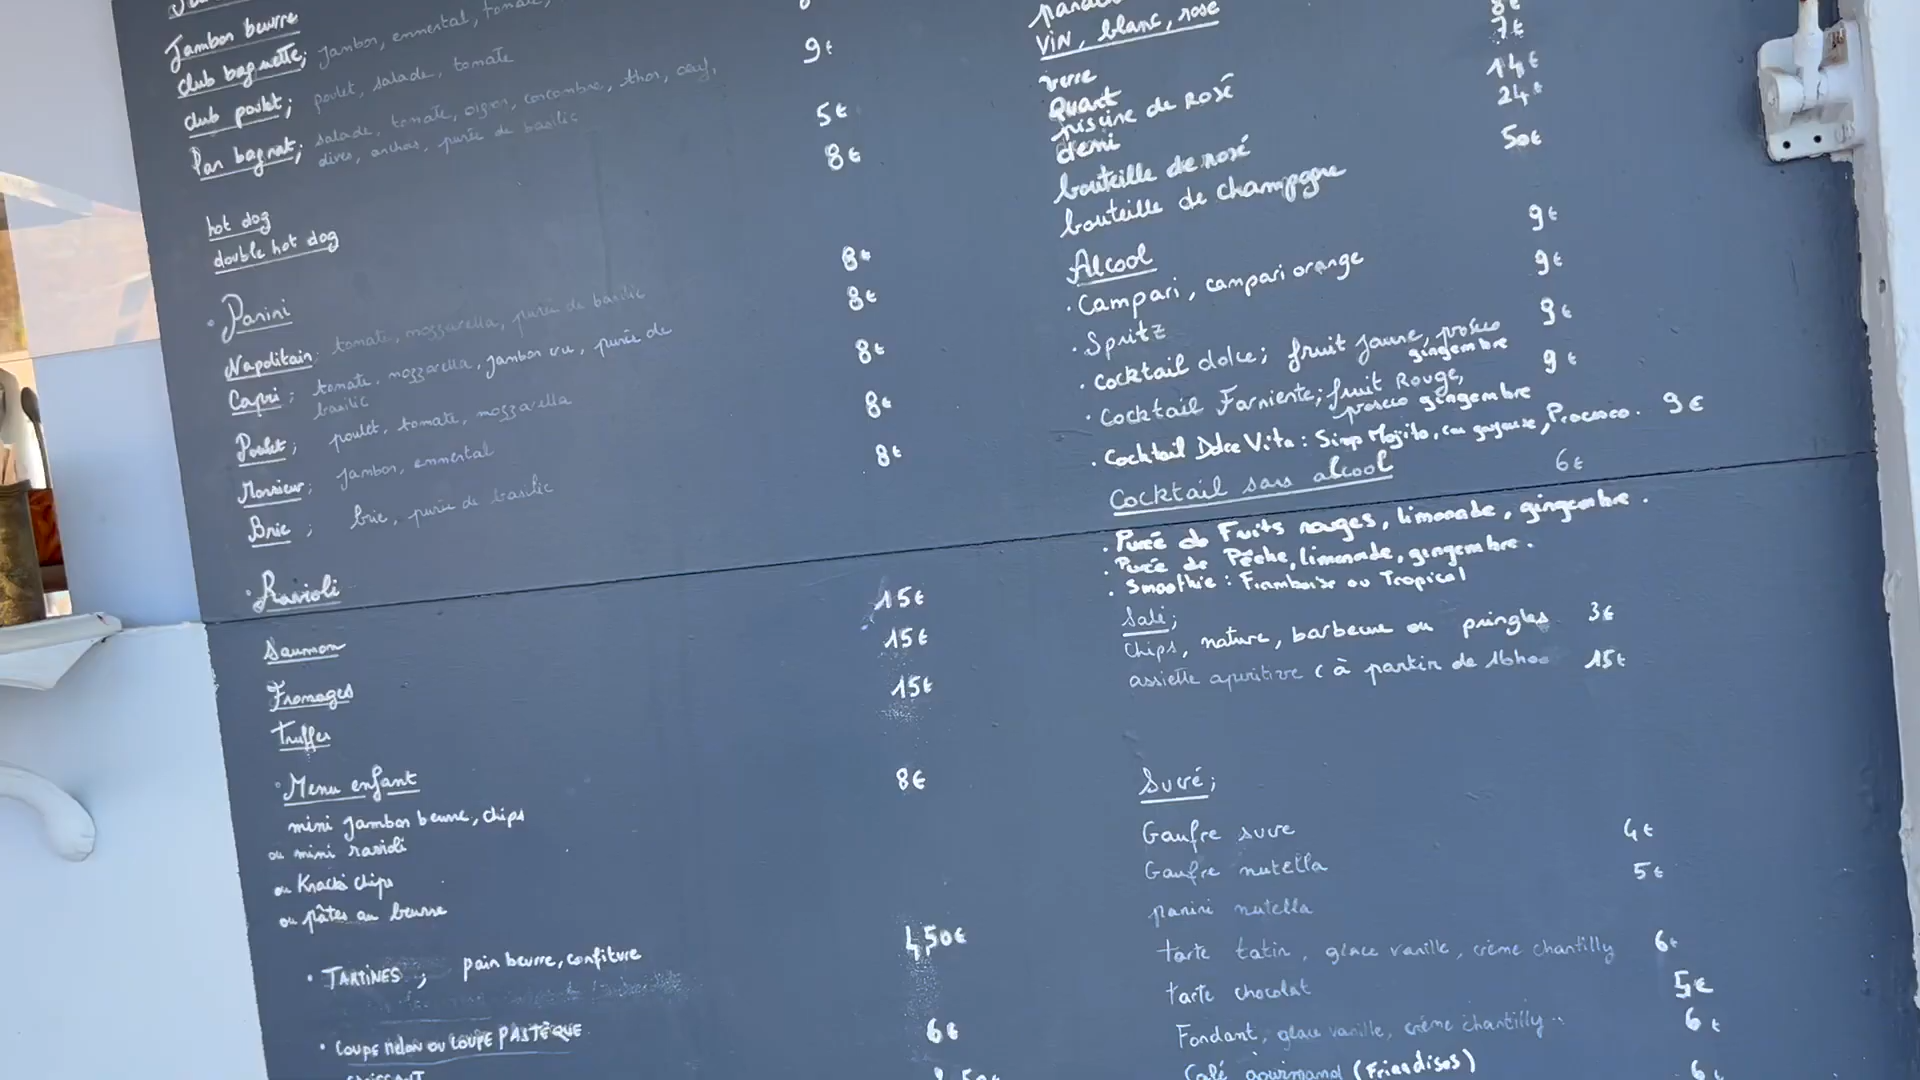 Jambon beurre
club baguette; jambon, emmental, tomate,
club poulet; poulet, salade, tomate 9€
Pan bagnat; salade, tomate, oignon, concombre, thon, oeuf,
olives, anchois, purée de basilic
hot dog 5€
double hot dog 8€
· Panini
Napolitain; tomate, mozzarella, purée de basilic 8€
Capri; tomate, mozzarella, jambon cru, purée de 8€
basilic
Poulet; poulet, tomate, mozzarella 8€
Monsieur; jambon, emmental 8€
Brie; brie, purée de basilic 8€
· Ravioli
Saumon 15€
Fromages 15€
Truffes 15€
· Menu enfant 8€
mini jambon beurre, chips
ou mini ravioli
ou Knacki chips
ou pâtes au beurre
· TARTINES; pain beurre, confiture 4,50€
· COUPE Melon ou COUPE PASTÈQUE 6€
VIN, blanc, rosé
verre
Quart 7€
piscine de rosé
demi 14€
bouteille de rosé 24€
bouteille de champagne 50€
Alcool
· Campari, campari orange 9€
· Spritz 9€
· Cocktail dolce; fruit jaune, proseco 9€
gingembre
· Cocktail Farniente; fruit Rouge, 9€
proseco gingembre
· Cocktail Dolce Vita: Sirop Mojito, eau gazeuse, Prococo. 9€
Cocktail sans alcool 6€
· Purée de Fruits rouges, limonade, gingembre.
· Purée de Pêche, limonade, gingembre.
· Smoothie: Framboise ou Tropical
Salé;
Chips, nature, barbecue ou pringles 3€
assiette apéritive (à partir de 16h00 15€
Sucré;
Gaufre sucre 4€
Gaufre nutella 5€
panini nutella
tarte tatin, glace vanille, crème chantilly 6€
tarte chocolat 5€
Fondant, glace vanille, crème chantilly.. 6€
Café gourmand (Friandises) 6€